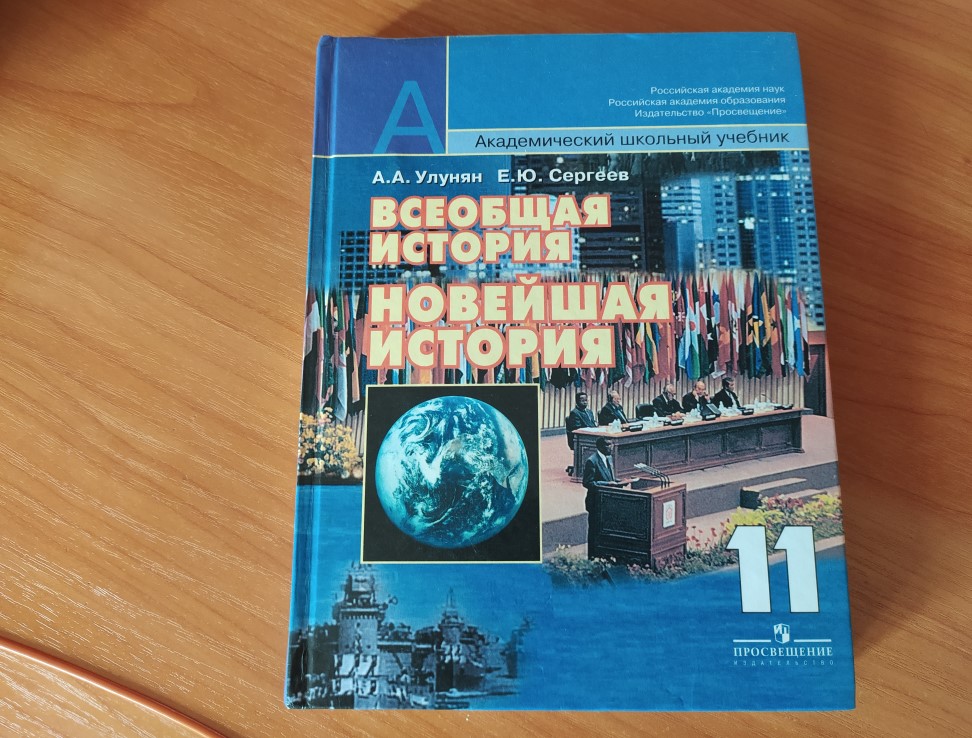 Российская академия наук
Российская академия образования
Издательство «Просвещение»
А
Академический школьный учебник
А.А. Улунян Е.Ю. Сергеев
ВСЕОБЩАЯ
ИСТОРИЯ
НОВЕЙШАЯ
ИСТОРИЯ
11
ПРОСВЕЩЕНИЕ
ИЗДАТЕЛЬСТВО